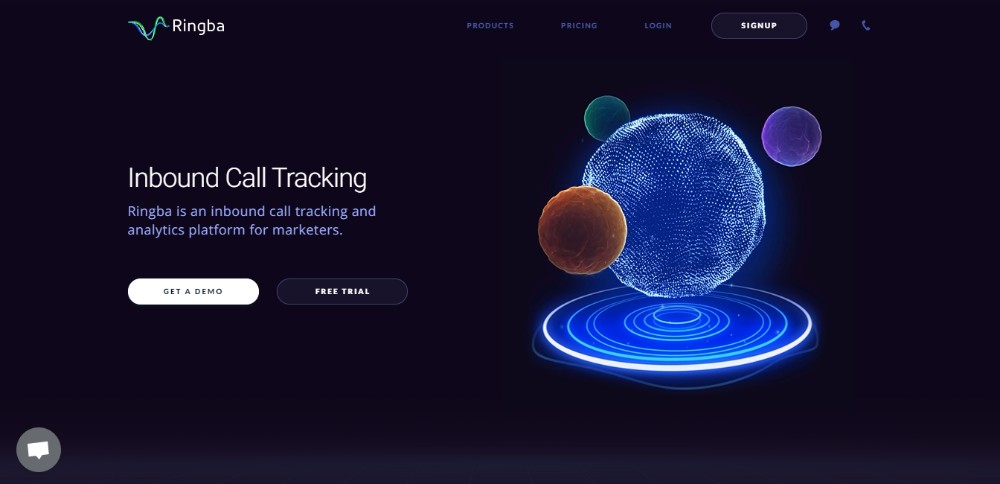 Ringba
PRODUCTS
PRICING
LOGIN
SIGNUP
Inbound Call Tracking
Ringba is an inbound call tracking and
analytics platform for marketers.
GET A DEMO
FREE TRIAL